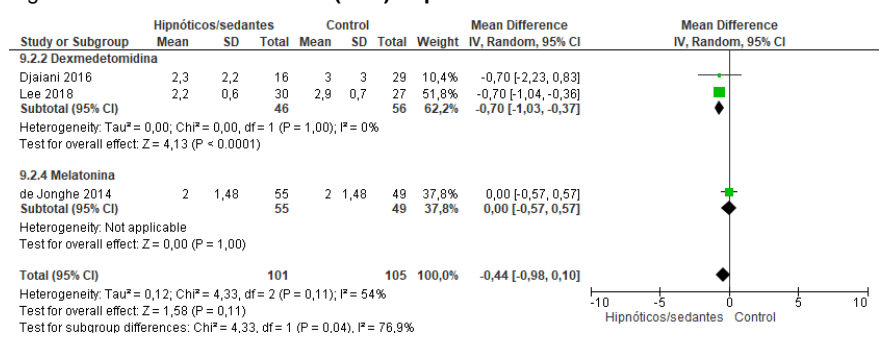 Hipnóticos/sedantes Control Mean Difference Mean Difference
Study or Subgroup Mean SD Total Mean SD Total Weight IV, Random, 95% CI IV, Random, 95% CI
9.2.2 Dexmedetomidina
Djaiani 2016 2,3 2,2 16 3 3 29 10,4% -0,70 [-2,23, 0,83]
Lee 2018 2,2 0,6 30 2,9 0,7 27 51,8% -0,70 [-1,04, -0,36]
Subtotal (95% CI) 46 56 62,2% -0,70 [-1,03, -0,37]
Heterogeneity: Tau² = 0,00; Chi² = 0,00, df = 1 (P = 1,00); I² = 0%
Test for overall effect: Z = 4,13 (P < 0.0001)
9.2.4 Melatonina
de Jonghe 2014 2 1,48 55 2 1,48 49 37,8% 0,00 [-0,57, 0,57]
Subtotal (95% CI) 55 49 37,8% 0,00 [-0,57, 0,57]
Heterogeneity: Not applicable
Test for overall effect: Z = 0,00 (P = 1,00)
Total (95% CI) 101 105 100,0% -0,44 [-0,98, 0,10]
Heterogeneity: Tau² = 0,12; Chi² = 4,33, df = 2 (P = 0,11); I² = 54%
Test for overall effect: Z = 1,58 (P = 0,11)
Test for subgroup differences: Chi² = 4,33, df = 1 (P = 0,04), I² = 76,9%
-10 -5 0 5 10
Hipnóticos/sedantes Control